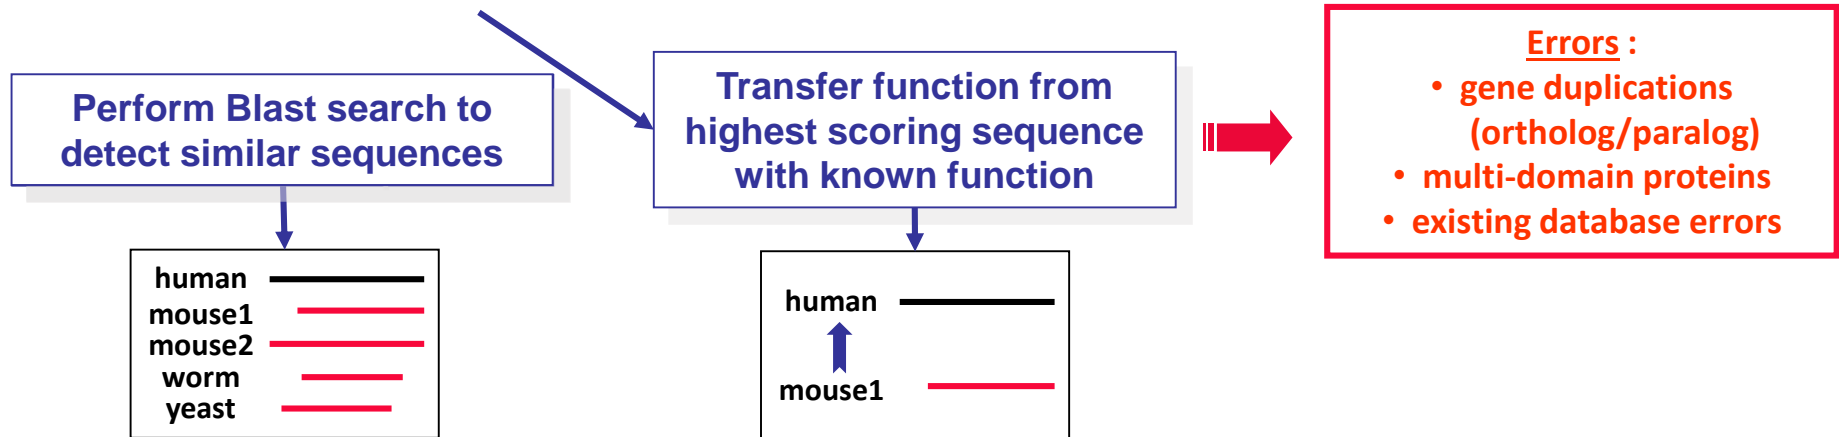 Perform Blast search to
detect similar sequences
human
mouse1
mouse2
worm
yeast
Transfer function from
highest scoring sequence
with known function
human
mouse1
Errors :
• gene duplications
(ortholog/paralog)
• multi-domain proteins
• existing database errors